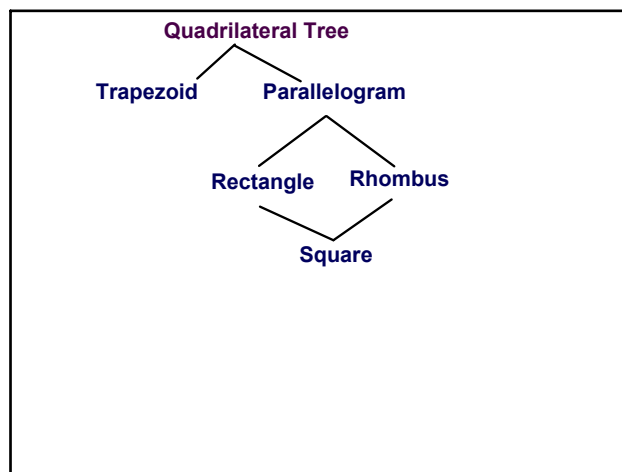 Quadrilateral Tree
Trapezoid Parallelogram
Rectangle Rhombus
Square